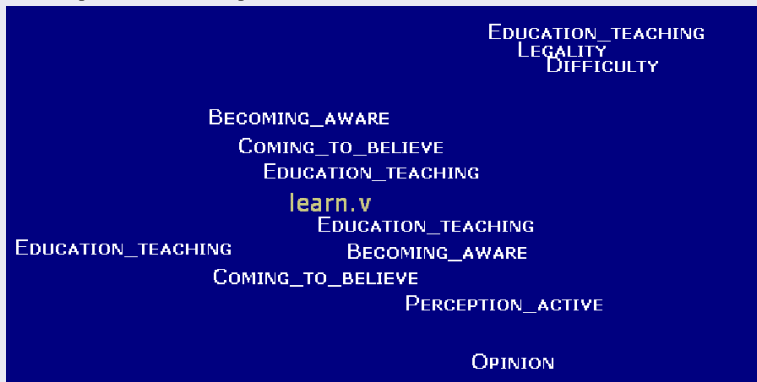 EDUCATION_TEACHING
LEGALITY
DIFFICULTY
BECOMING_AWARE
COMING_TO_BELIEVE
EDUCATION_TEACHING
learn.v
EDUCATION_TEACHING
EDUCATION_TEACHING
BECOMING_AWARE
COMING_TO_BELIEVE
PERCEPTION_ACTIVE
OPINION